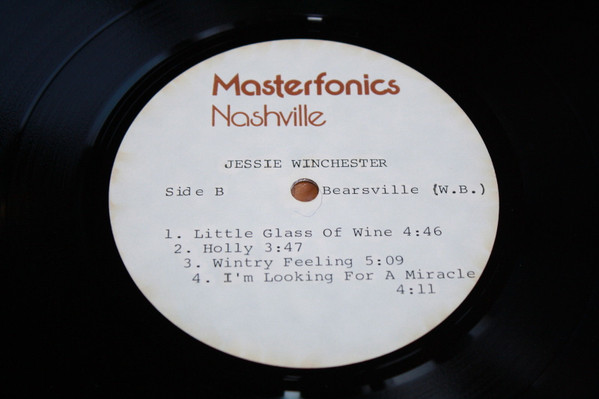 Masterfonics
Nashville
JESSIE WINCHESTER
Side B Bearsville (W.B.)
1. Little Glass Of Wine 4:46
2. Holly 3:47
3. Wintry Feeling 5:09
4. I'm Looking For A Miracle
4:11